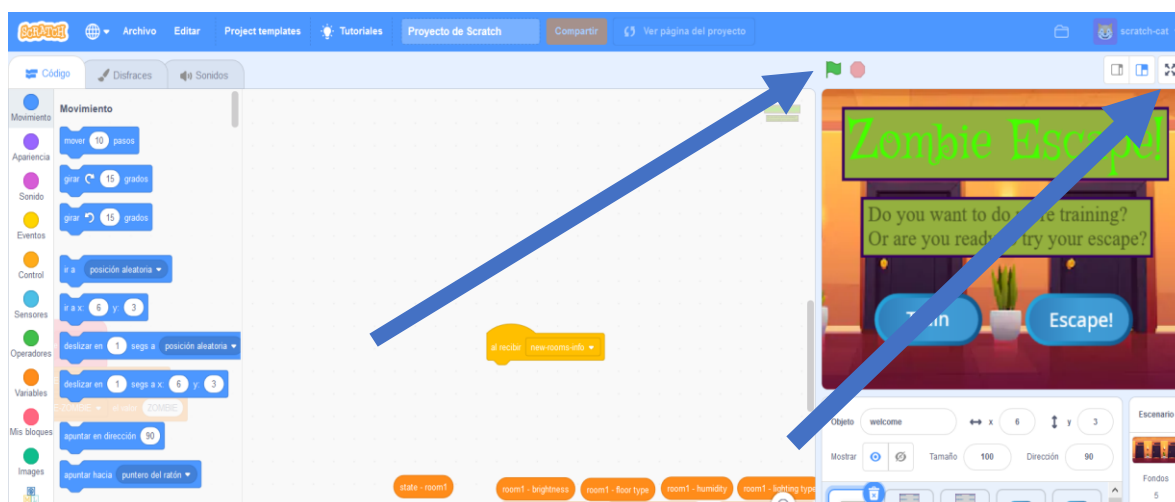 SCRATCH Archivo Editar Project templates Tutoriales Proyecto de Scratch Compartir Ver página del proyecto scratch-cat
Código Disfraces Sonidos
Movimiento
Apariencia
Sonido
Eventos
Control
Sensores
Operadores
Variables
Mis bloques
Images
Movimiento
mover 10 pasos
girar 15 grados
girar 15 grados
ir a posición aleatoria
ir a x: 6 y: 3
deslizar en 1 segs a posición aleatoria
deslizar en 1 segs a x: 6 y: 3
ZOMBIE
apuntar en dirección 90
apuntar hacia puntero del ratón
al recibir new-rooms-info
state - room1 room1 - brightness room1 - floor type room1 - humidity room1 - lighting type
Zombie
Do you want to do training?
Or are you ready try your escape?
Escape!
Objeto welcome x 6 y 3
Mostrar Tamaño 100 Dirección 90
Escenario
Fondos